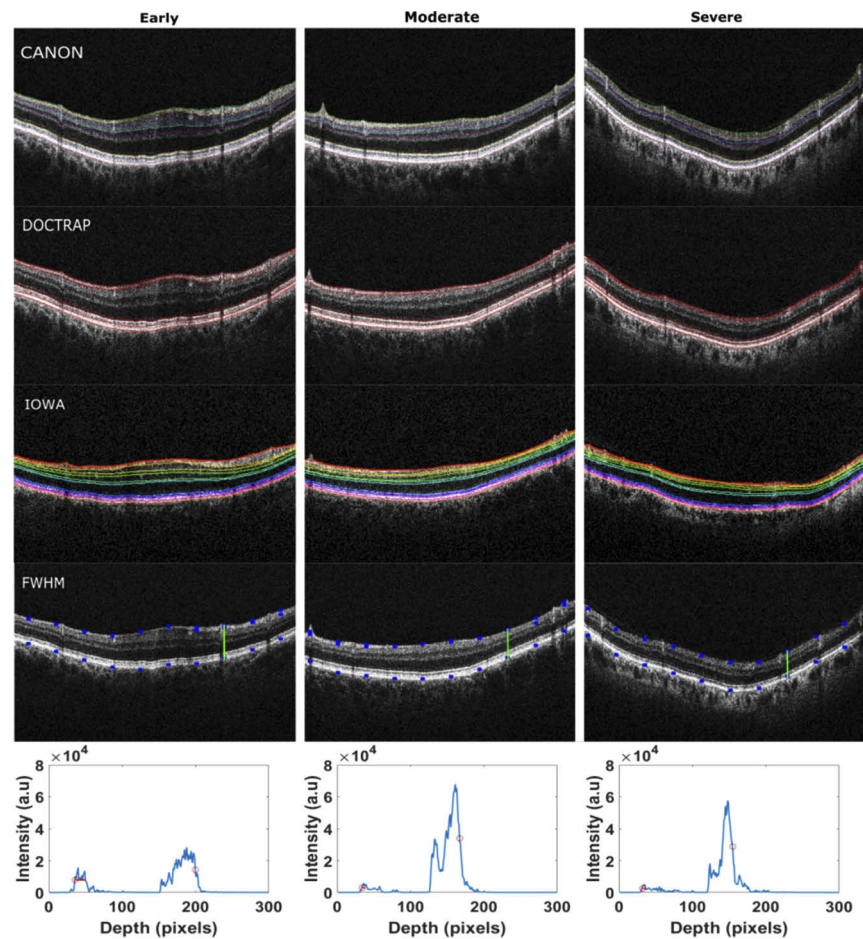 Early Moderate Severe
CANON
DOCTRAP
IOWA
FWHM
×10⁴ ×10⁴ ×10⁴
8 8 8
6 6 6
4 4 4
2 2 2
0 0 0
Intensity (a.u) Intensity (a.u) Intensity (a.u)
0 100 200 300 0 100 200 300 0 100 200 300
Depth (pixels) Depth (pixels) Depth (pixels)